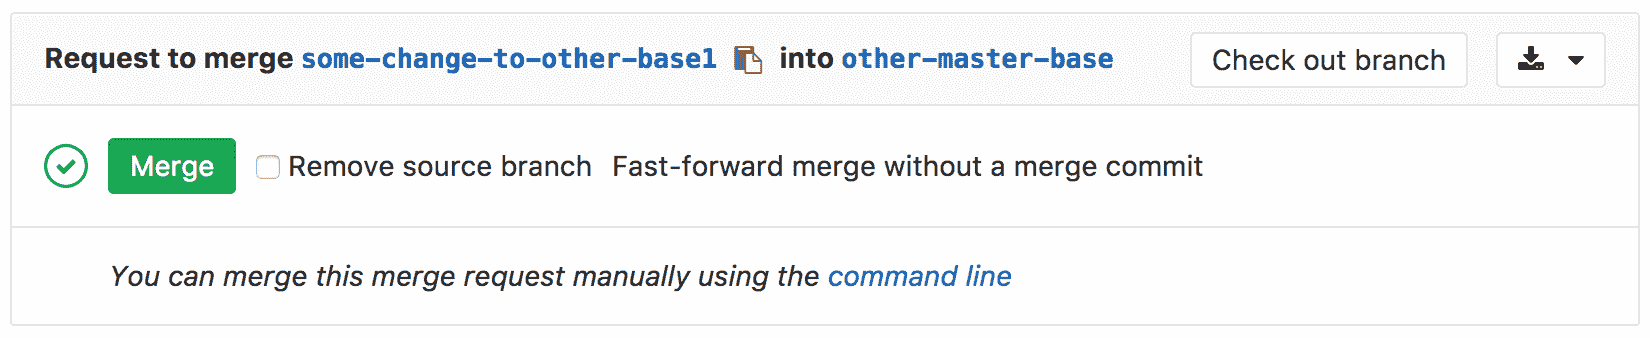 Request to merge some-change-to-other-base1 into other-master-base Check out branch
Merge Remove source branch Fast-forward merge without a merge commit
You can merge this merge request manually using the command line